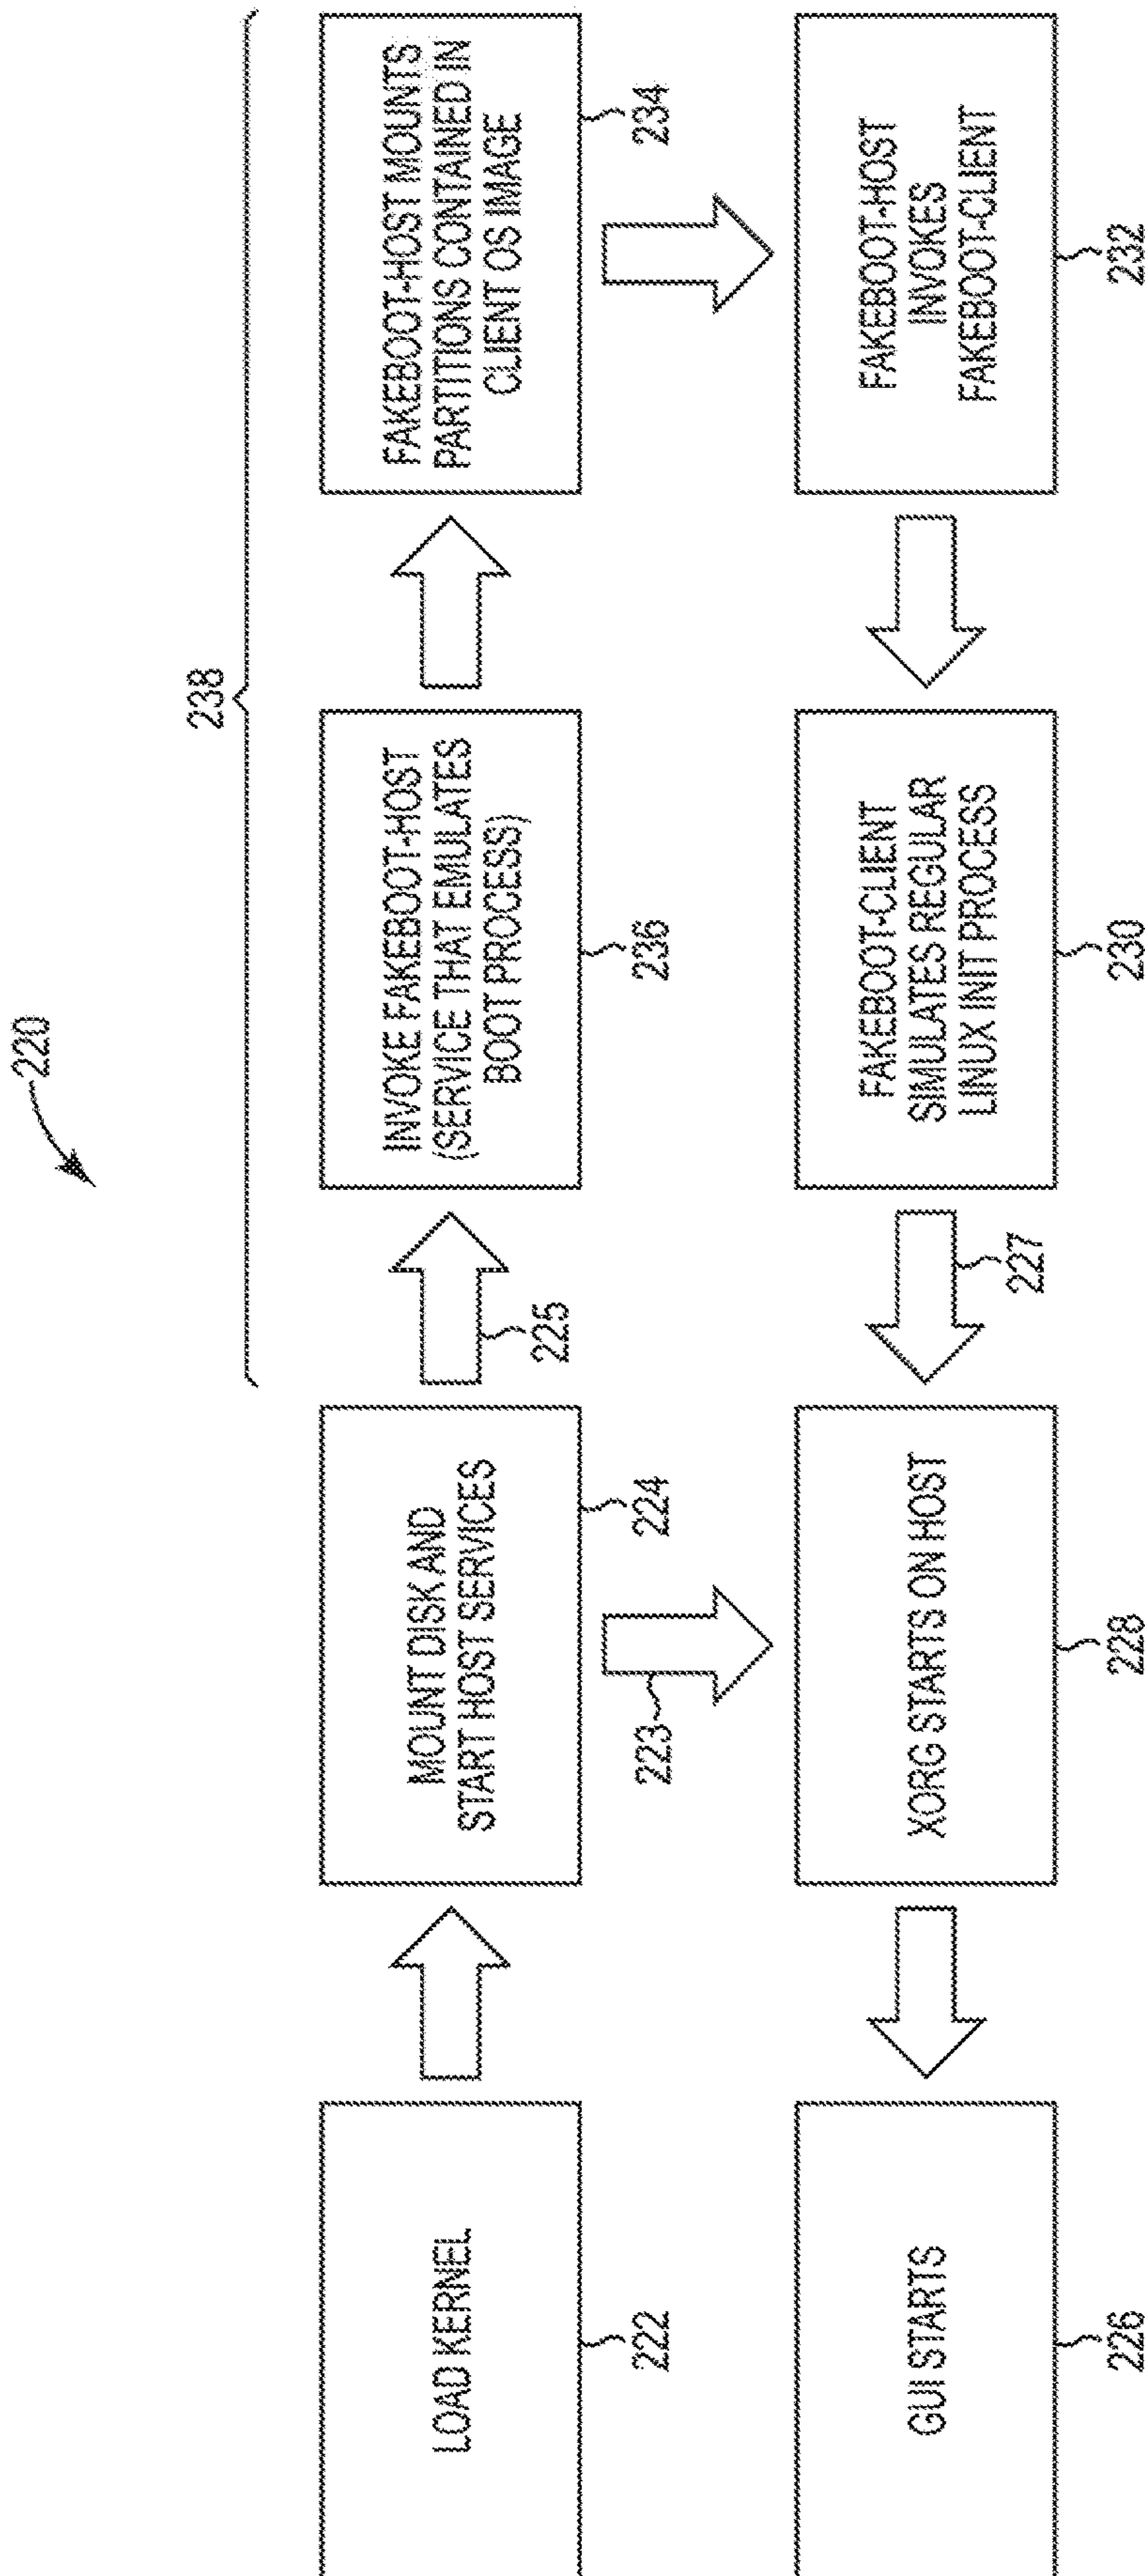 220
238
LOAD KERNEL
222
MOUNT DISK AND
START HOST SERVICES
224
225
INVOKE FAKEBOOT-HOST
(SERVICE THAT EMULATES
BOOT PROCESS)
236
FAKEBOOT-HOST MOUNTS
PARTITIONS CONTAINED IN
CLIENT OS IMAGE
234
223
GUI STARTS
226
XORG STARTS ON HOST
228
227
FAKEBOOT-CLIENT
SIMULATES REGULAR
LINUX INIT PROCESS
230
FAKEBOOT-HOST
INVOKES
FAKEBOOT-CLIENT
232